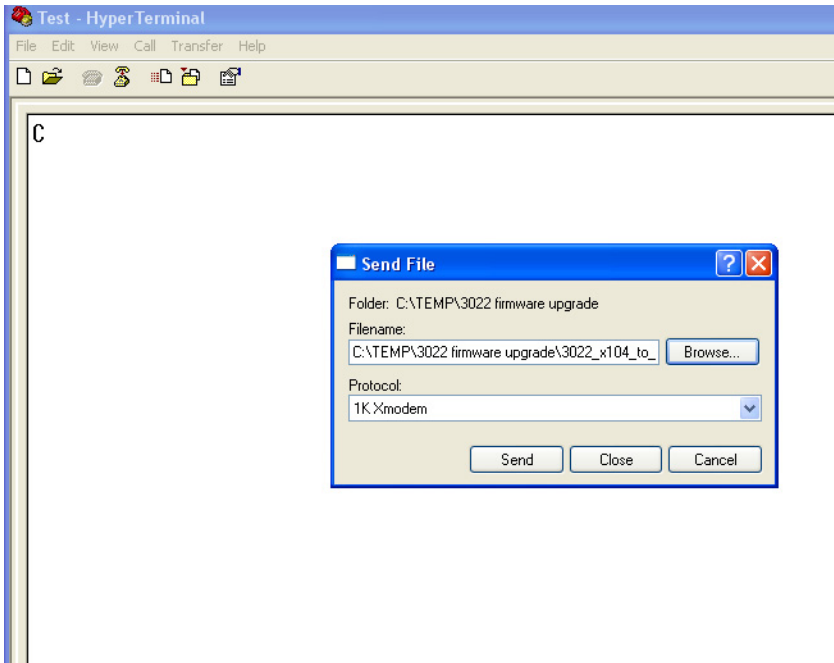 Test - HyperTerminal
File Edit View Call Transfer Help
C
Send File
Folder: C:\TEMP\3022 firmware upgrade
Filename:
C:\TEMP\3022 firmware upgrade\3022_x104_to_ Browse...
Protocol:
1K Xmodem
Send Close Cancel